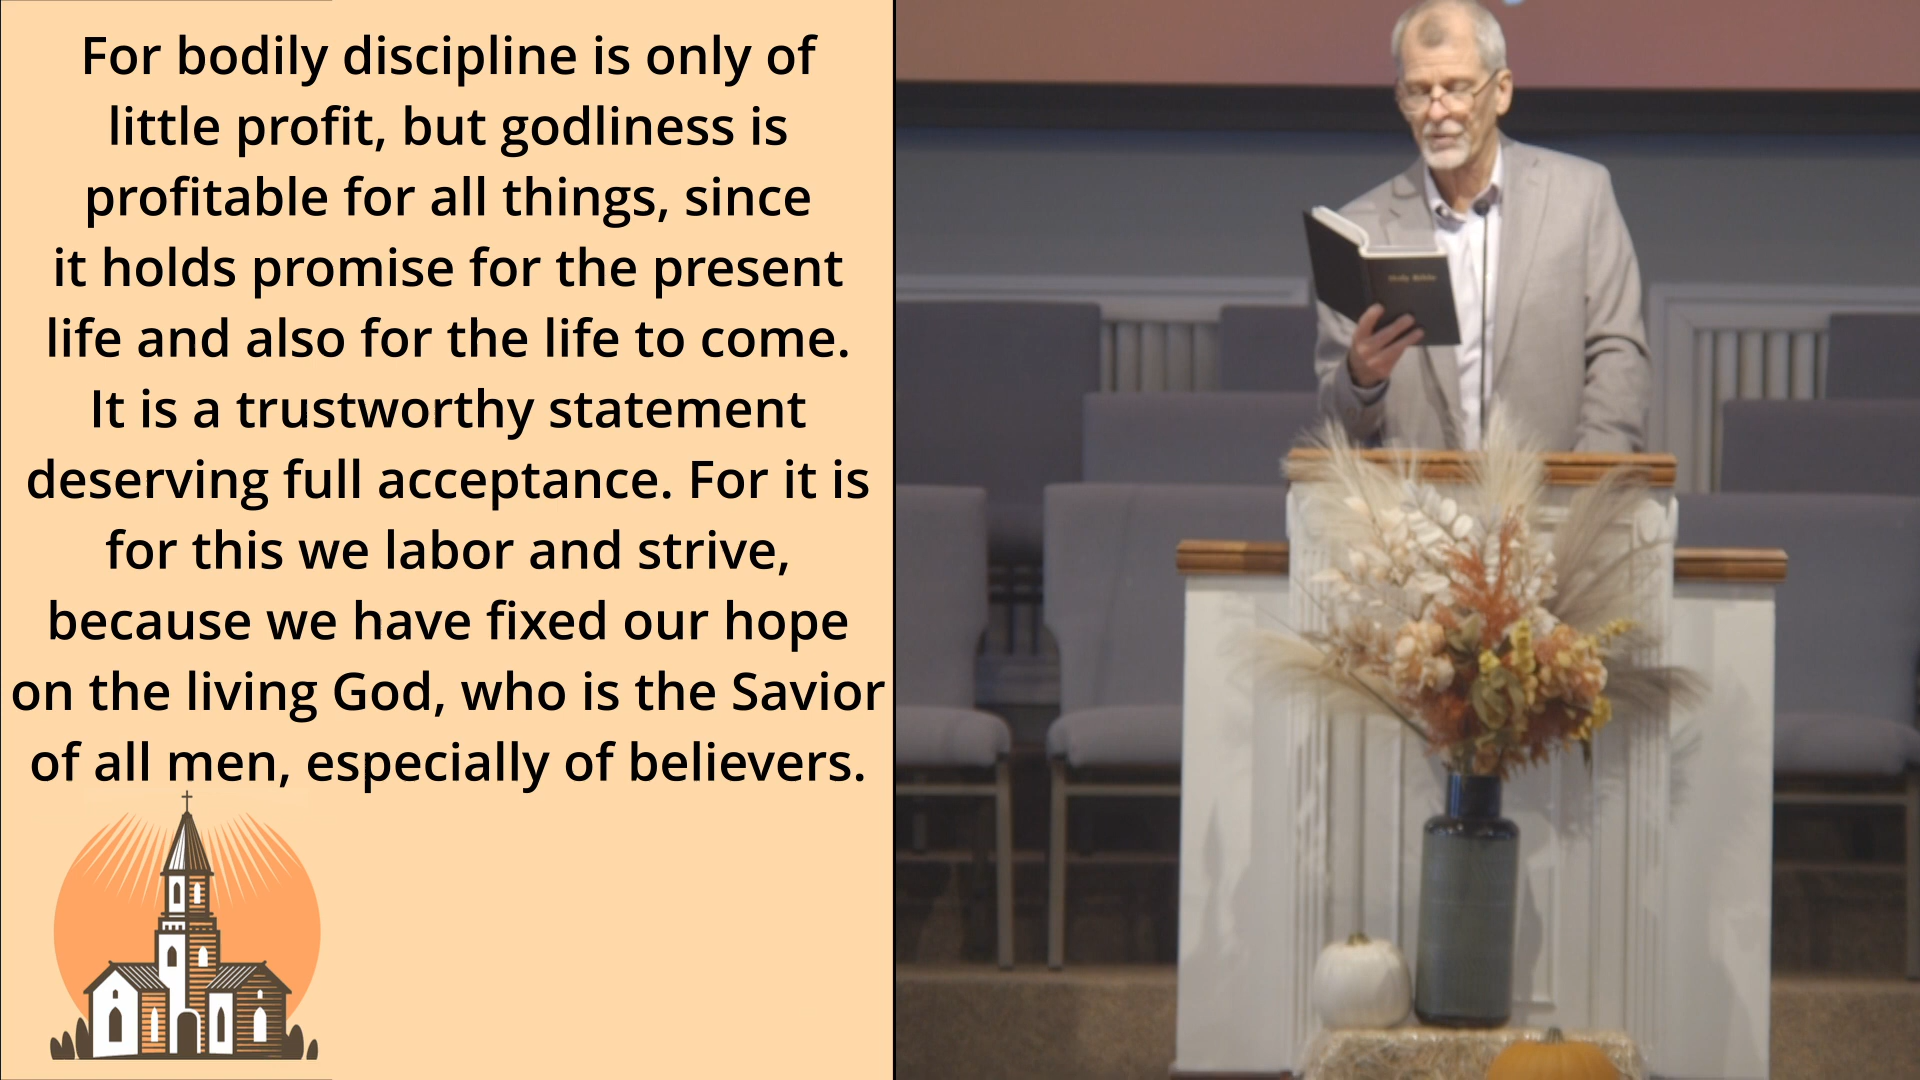 For bodily discipline is only of
little profit, but godliness is
profitable for all things, since
it holds promise for the present
life and also for the life to come.
It is a trustworthy statement
deserving full acceptance. For it is
for this we labor and strive,
because we have fixed our hope
on the living God, who is the Savior
of all men, especially of believers.
Holy Bible